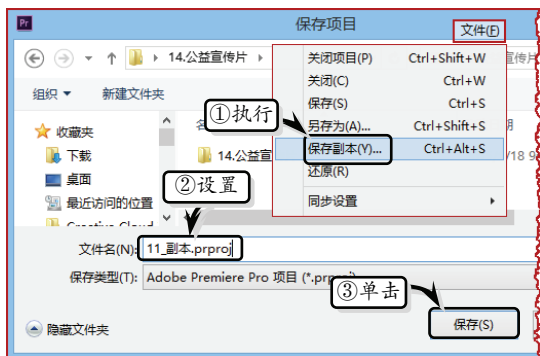 Pr
保存项目
文件(F)
14.公益宣传片
关闭项目(P) Ctrl+Shift+W
关闭(C) Ctrl+W
保存(S) Ctrl+S
另存为(A)... Ctrl+Shift+S
保存副本(Y)... Ctrl+Alt+S
还原(R)
同步设置
组织 新建文件夹
①执行
收藏夹
下载
14.公益宣
桌面
②设置
最近访问的位置
文件名(N): 11_副本.prproj
保存类型(T): Adobe Premiere Pro 项目 (*.prproj)
③单击
隐藏文件夹
保存(S)